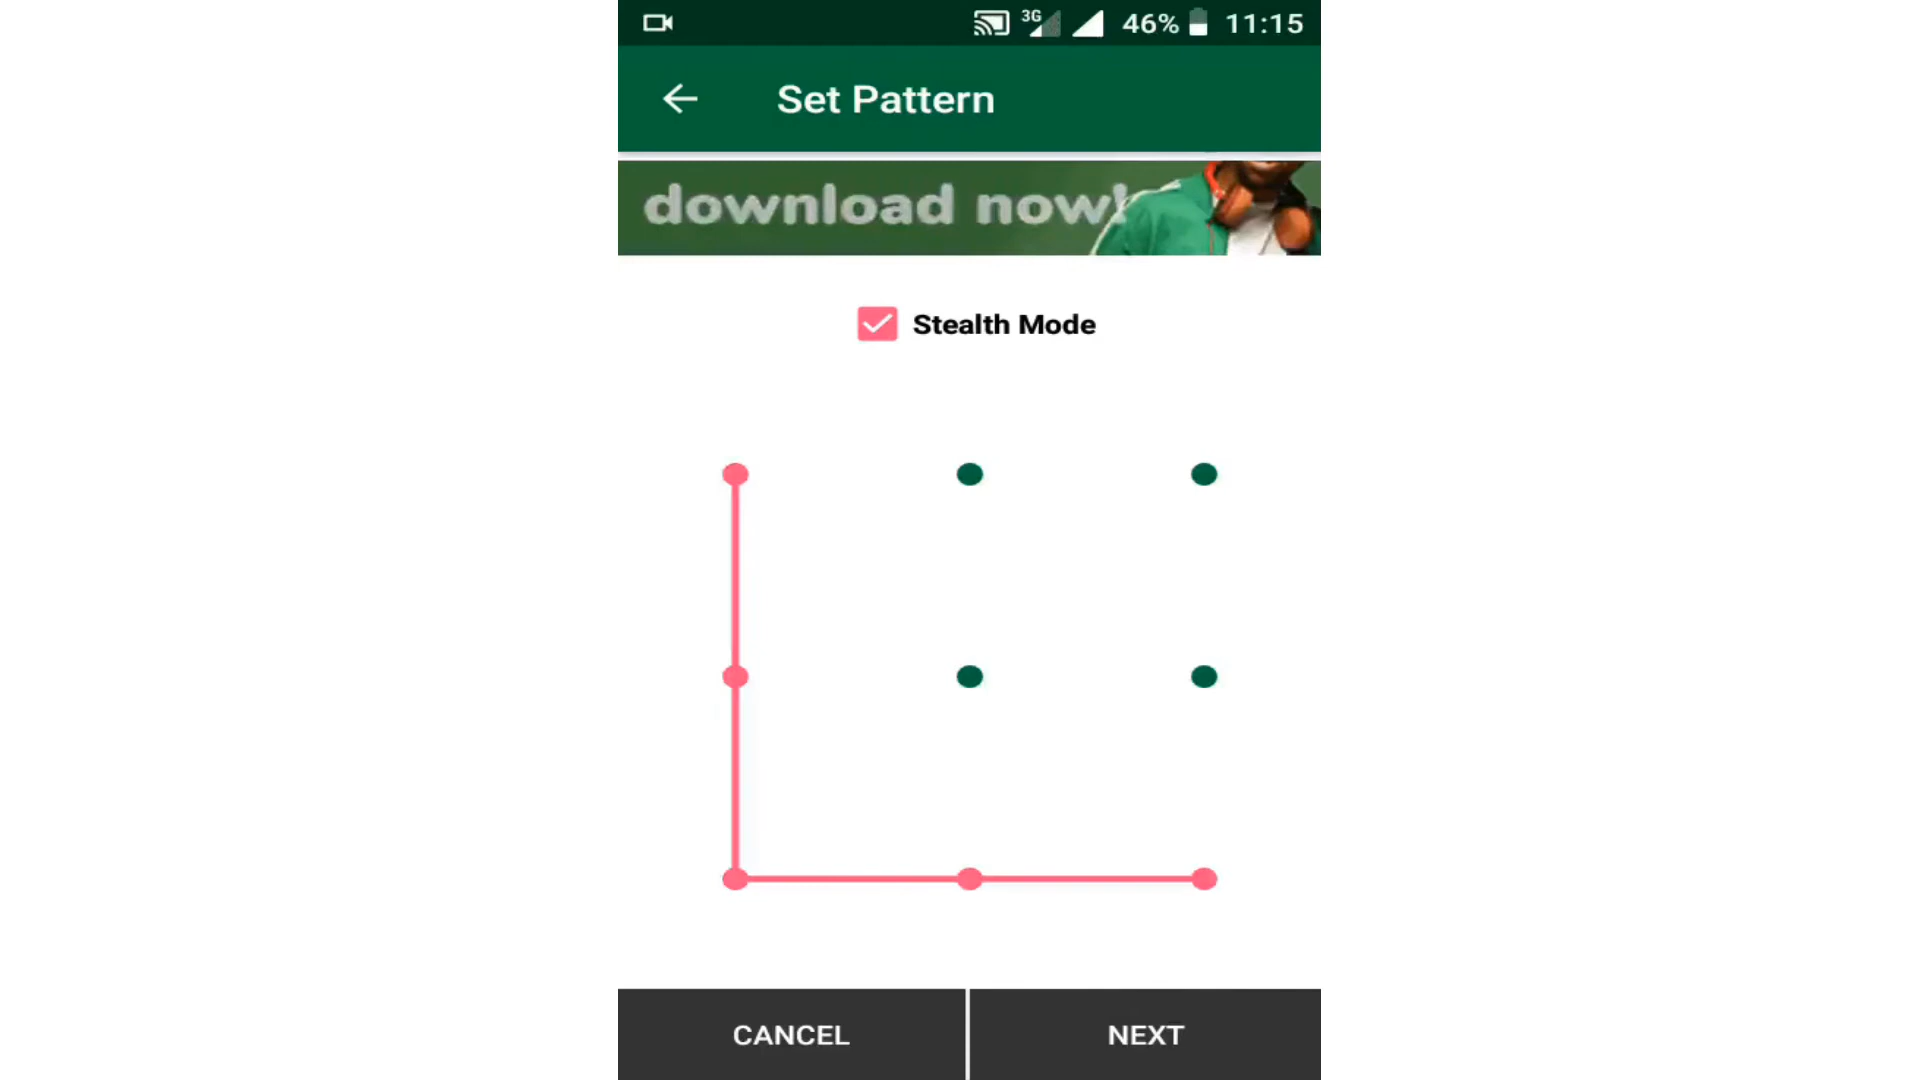 3G 46% 11:15
Set Pattern
download now!
Stealth Mode
CANCEL NEXT